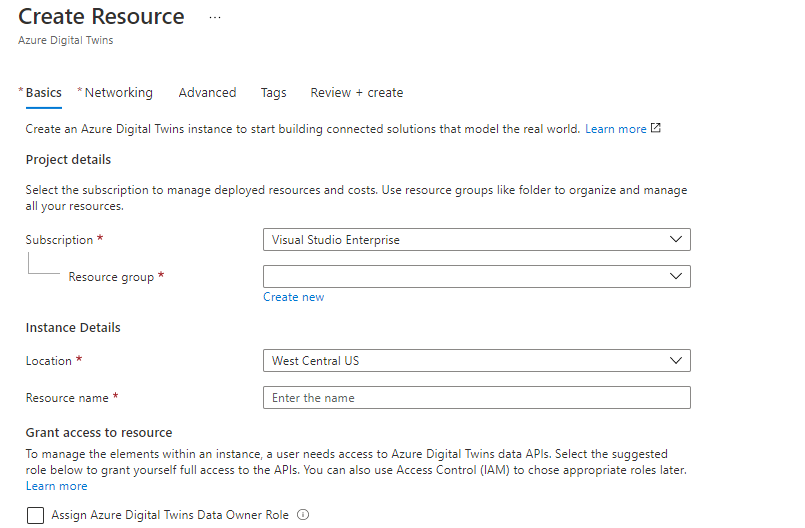 Create Resource ...
Azure Digital Twins
* Basics * Networking Advanced Tags Review + create
Create an Azure Digital Twins instance to start building connected solutions that model the real world. Learn more
Project details
Select the subscription to manage deployed resources and costs. Use resource groups like folder to organize and manage
all your resources.
Subscription * Visual Studio Enterprise
Resource group *
Create new
Instance Details
Location * West Central US
Resource name * Enter the name
Grant access to resource
To manage the elements within an instance, a user needs access to Azure Digital Twins data APIs. Select the suggested
role below to grant yourself full access to the APIs. You can also use Access Control (IAM) to chose appropriate roles later.
Learn more
Assign Azure Digital Twins Data Owner Role